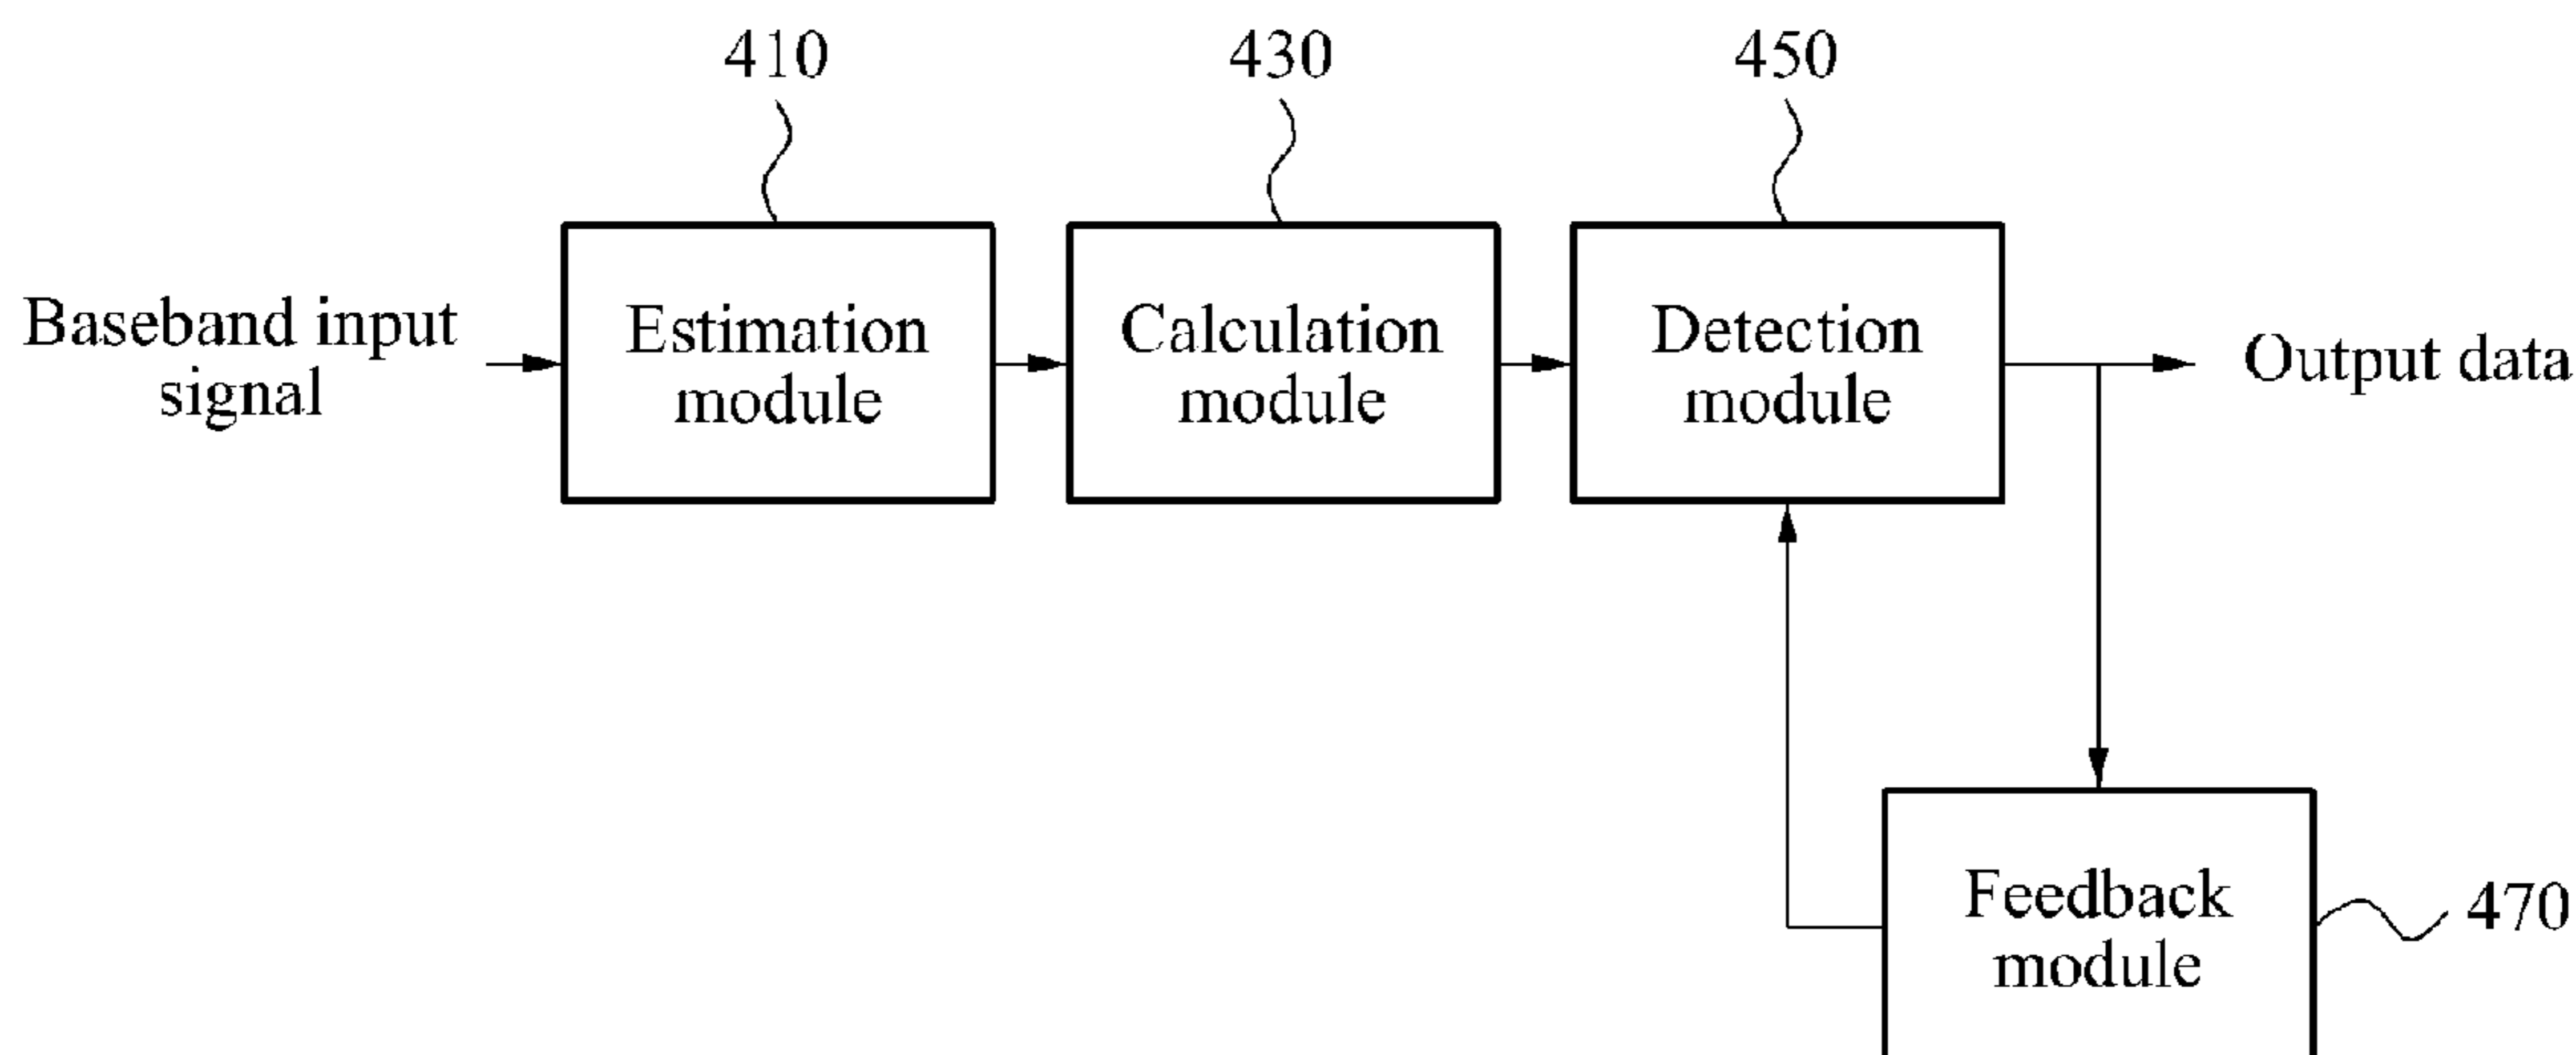 410
430
450
Baseband input
signal
Estimation
module
Calculation
module
Detection
module
Output data
Feedback
module
470